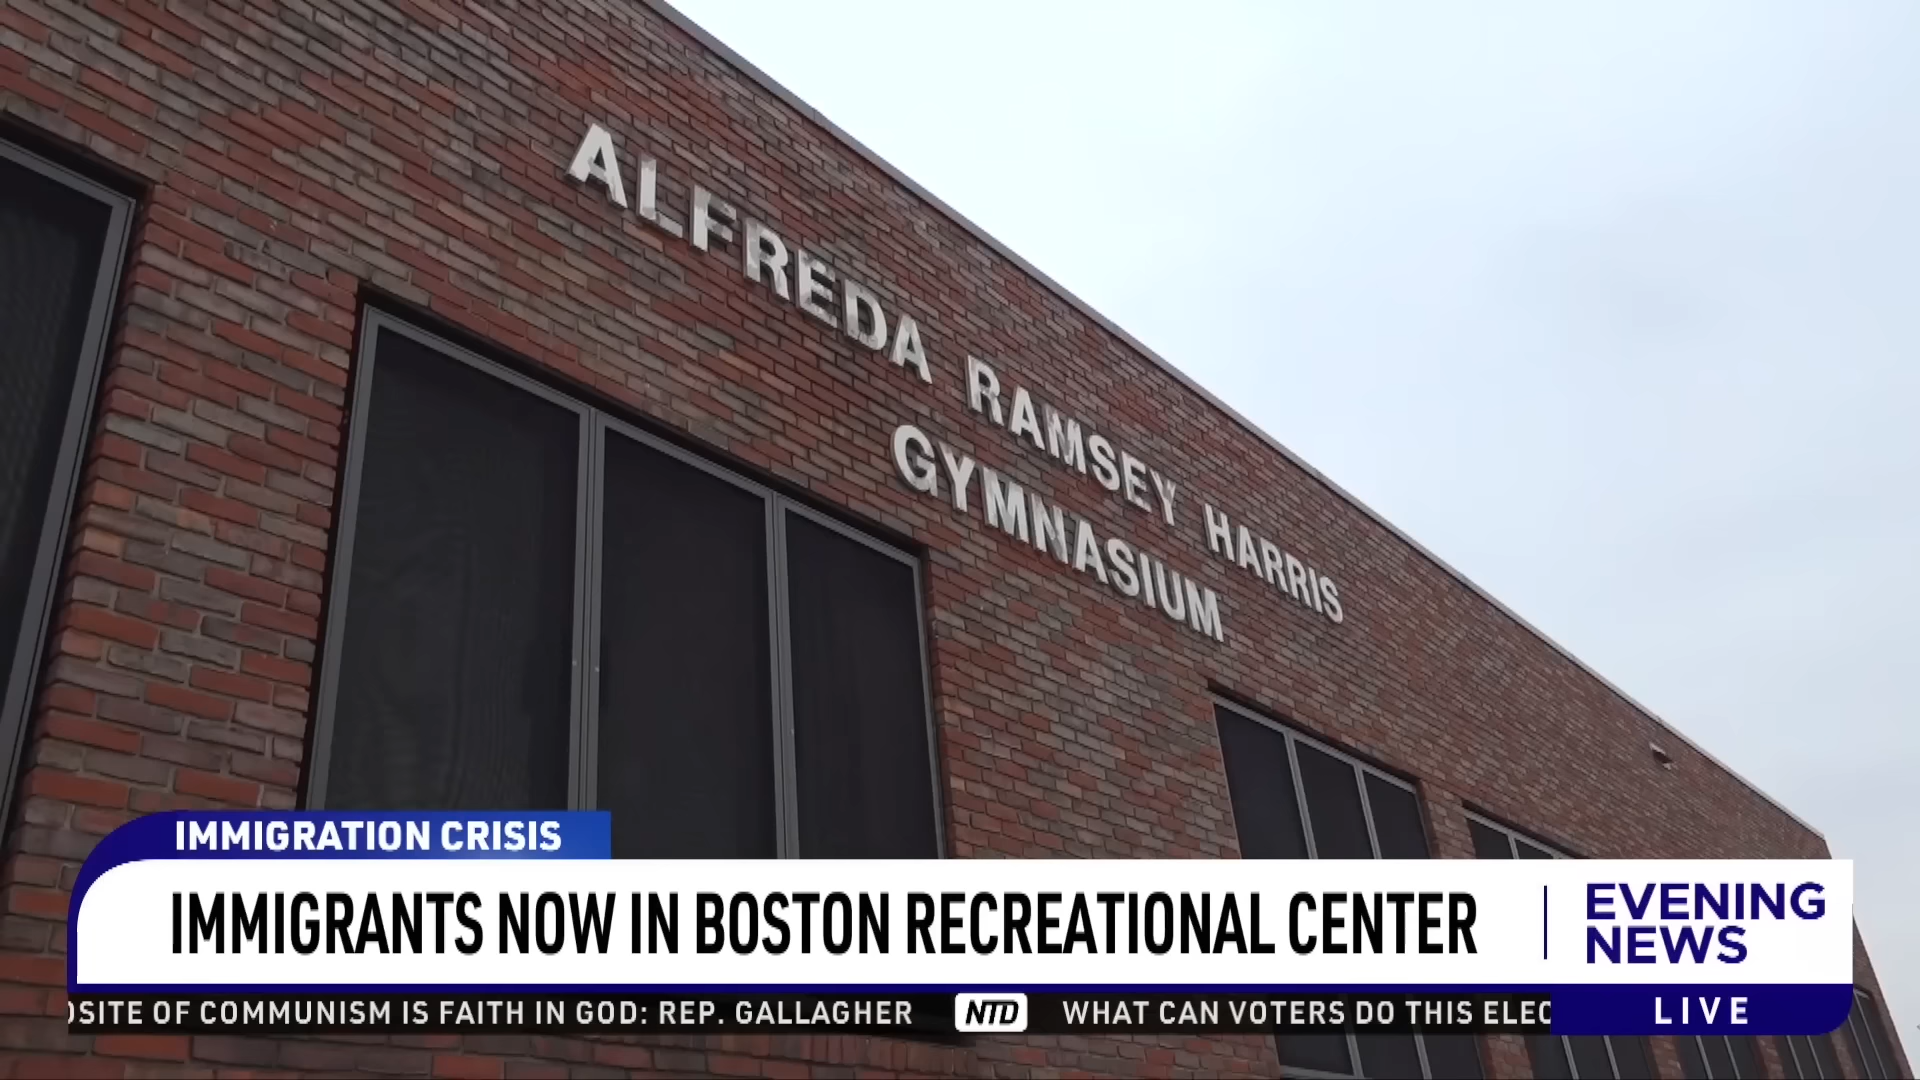 ALFREDA RAMSEY HARRIS
GYMNASIUM
IMMIGRATION CRISIS
IMMIGRANTS NOW IN BOSTON RECREATIONAL CENTER
EVENING
NEWS
OF COMMUNISM IS FAITH IN GOD: REP. GALLAGHER NTD WHAT CAN VOTERS DO THIS
LIVE